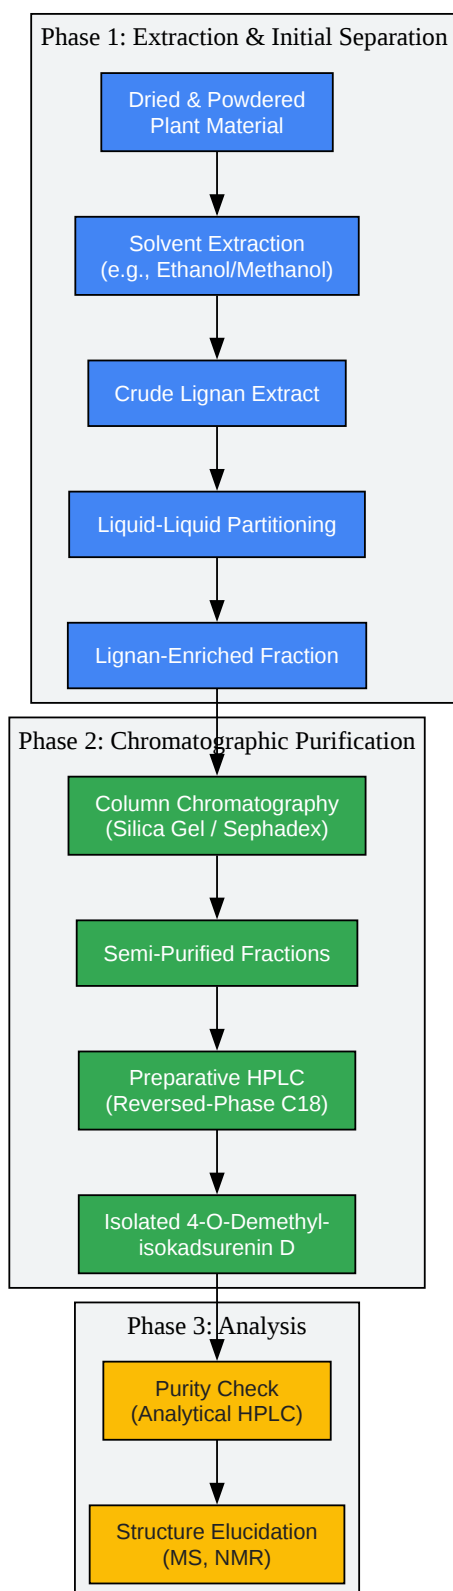 Phase 1: Extraction & Initial Separation
Dried & Powdered
Plant Material
Solvent Extraction
(e.g., Ethanol/Methanol)
Crude Lignan Extract
Liquid-Liquid Partitioning
Lignan-Enriched Fraction
Phase 2: Chromatographic Purification
Column Chromatography
(Silica Gel / Sephadex)
Semi-Purified Fractions
Preparative HPLC
(Reversed-Phase C18)
Isolated 4-O-Demethyl-
isokadsurenin D
Phase 3: Analysis
Purity Check
(Analytical HPLC)
Structure Elucidation
(MS, NMR)